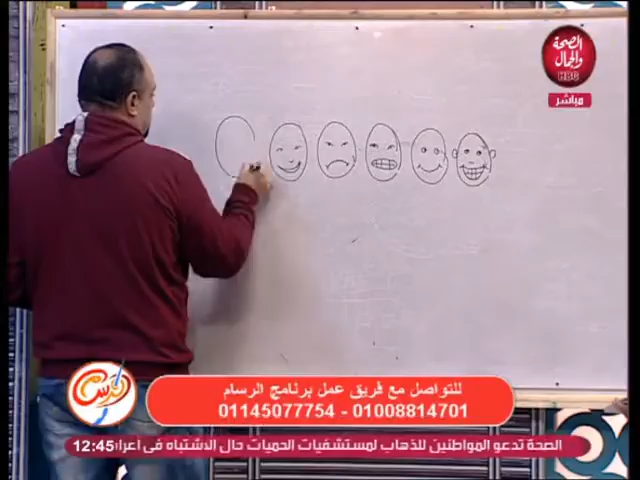 الصحة
والجمال
HBC
مباشر
للتواصل مع فريق عمل برنامج الرسام
01145077754 - 01008814701
12:45
الصحة تدعو المواطنين للذهاب لمستشفيات الحميات حال الاشتباه فى أعراض